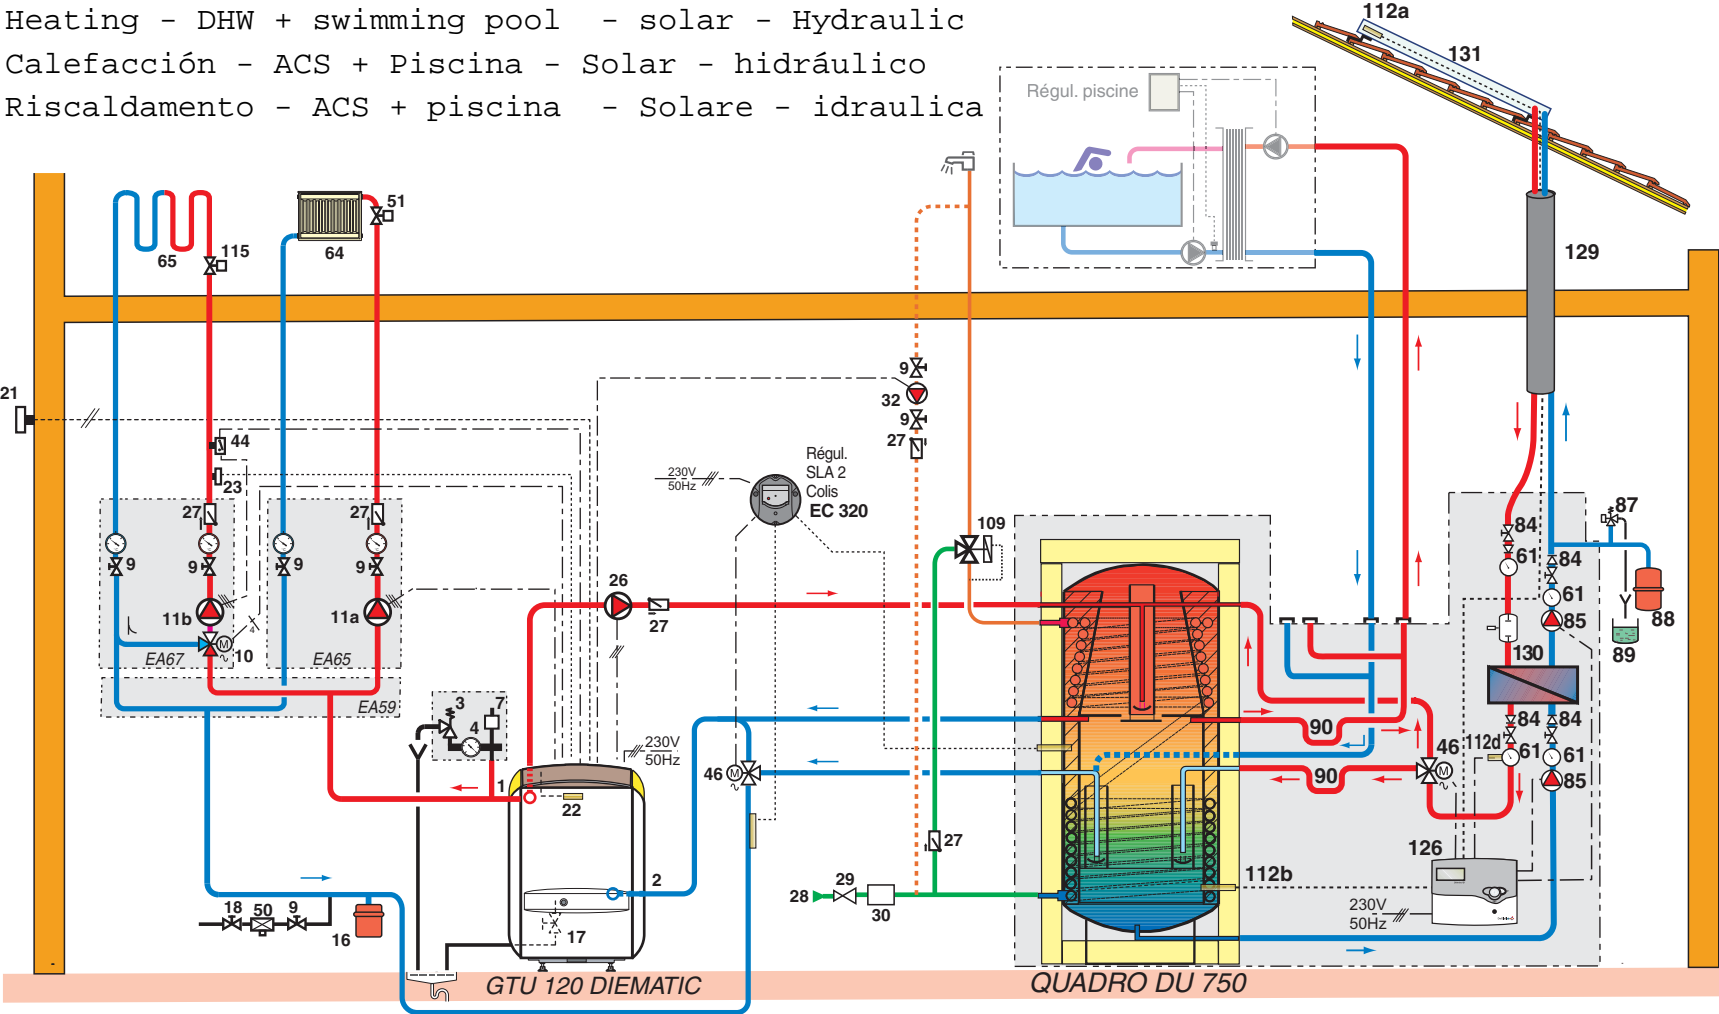 Heating - DHW + swimming pool - solar - Hydraulic
Calefacción - ACS + Piscina - Solar - hidráulico
Riscaldamento - ACS + piscina - Solare - idraulica
112a
131
Régul. piscine
129
51
115
65
64
21
44
23
27
27
9
9
9
9
11b
11a
M
10
4
EA67
EA65
EA59
9
32
9
27
Régul.
SLA 2
Colis
EC 320
230V
50Hz
109
26
27
3
7
4
1
22
230V
50Hz
46
M
2
17
18
50
9
16
27
28
29
30
90
90
46
M
112b
112d
126
230V
50Hz
84
61
84
61
85
130
84
84
61
61
85
87
88
89
GTU 120 DIEMATIC
QUADRO DU 750